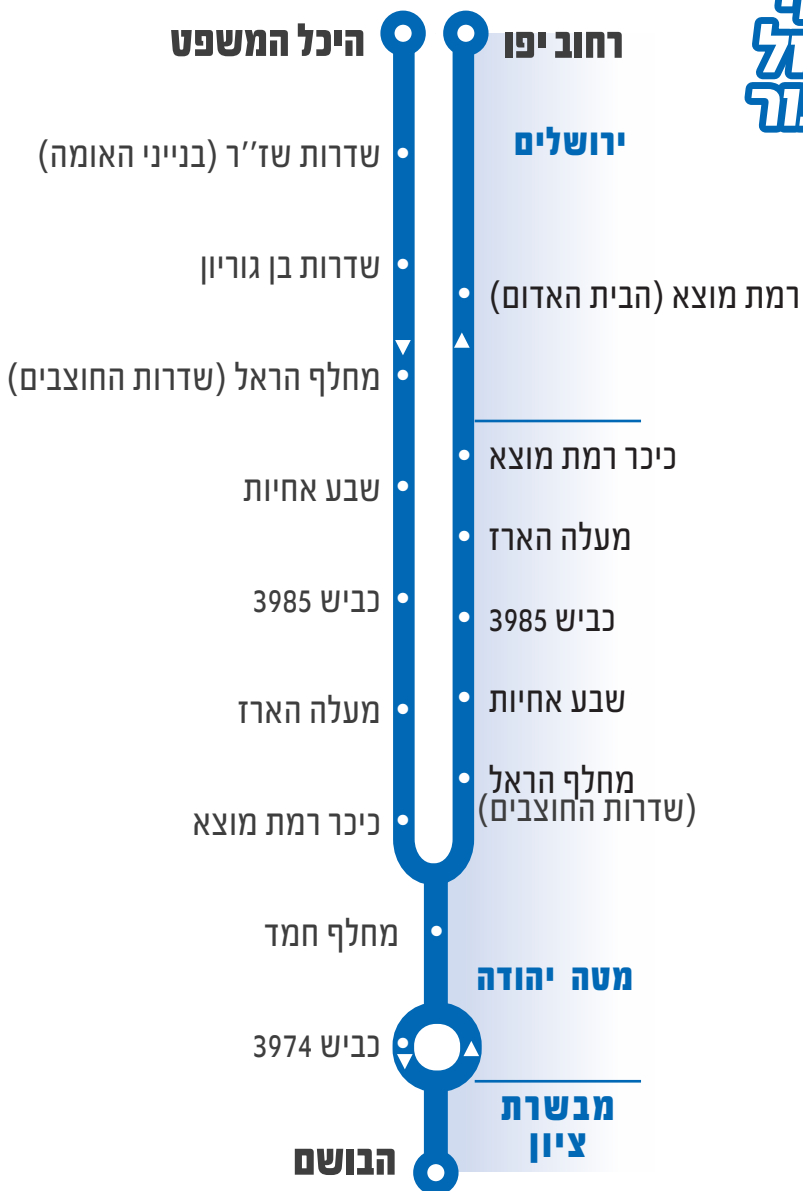 היכל המשפט
רחוב יפו
ירושלים
שדרות שז''ר (בנייני האומה)
שדרות בן גוריון
רמת מוצא (הבית האדום)
מחלף הראל (שדרות החוצבים)
כיכר רמת מוצא
שבע אחיות
מעלה הארז
כביש 3985
כביש 3985
שבע אחיות
מעלה הארז
מחלף הראל
(שדרות החוצבים)
כיכר רמת מוצא
מחלף חמד
מטה יהודה
כביש 3974
מבשרת
ציון
הבושם